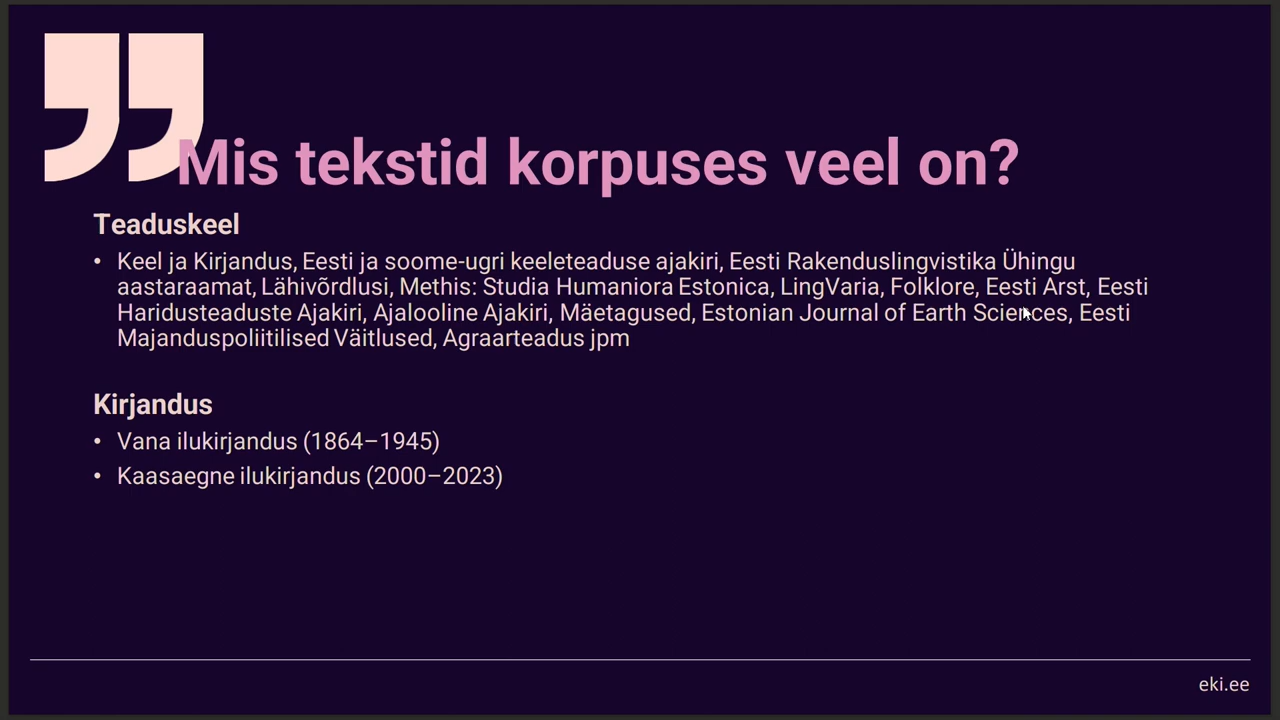 Mis tekstid korpuses veel on?
Teaduskeel
• Keel ja Kirjandus, Eesti ja soome-ugri keeleteaduse ajakiri, Eesti Rakenduslingvistika Ühingu
aastaraamat, Lähivõrdlusi, Methis: Studia Humaniora Estonica, LingVaria, Folklore, Eesti Arst, Eesti
Haridusteaduste Ajakiri, Ajalooline Ajakiri, Mäetagused, Estonian Journal of Earth Sciences, Eesti
Majanduspoliitilised Väitlused, Agraarteadus jpm
Kirjandus
• Vana ilukirjandus (1864–1945)
• Kaasaegne ilukirjandus (2000–2023)
eki.ee